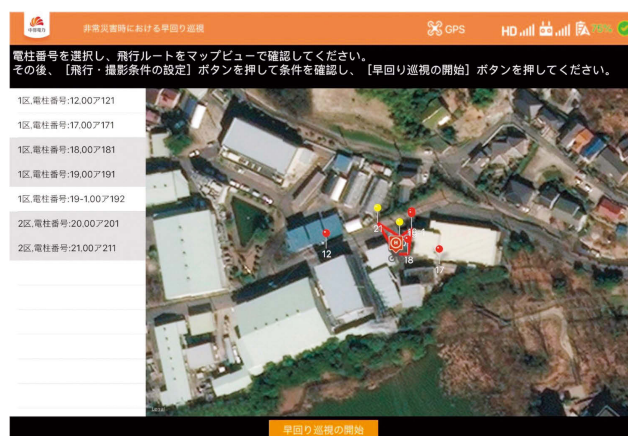 中部電力
非常災害時における早回り巡視
GPS
HD
電柱番号を選択し、飛行ルートをマップビューで確認してください。
その後、［飛行・撮影条件の設定］ボタンを押して条件を確認し、［早回り巡視の開始］ボタンを押してください。
1区,電柱番号:12,00ア121
1区,電柱番号:17,00ア171
1区,電柱番号:18,00ア181
1区,電柱番号:19,00ア191
1区,電柱番号:19-1,00ア192
2区,電柱番号:20,00ア201
2区,電柱番号:21,00ア211
21
12
H
18
17
早回り巡視の開始